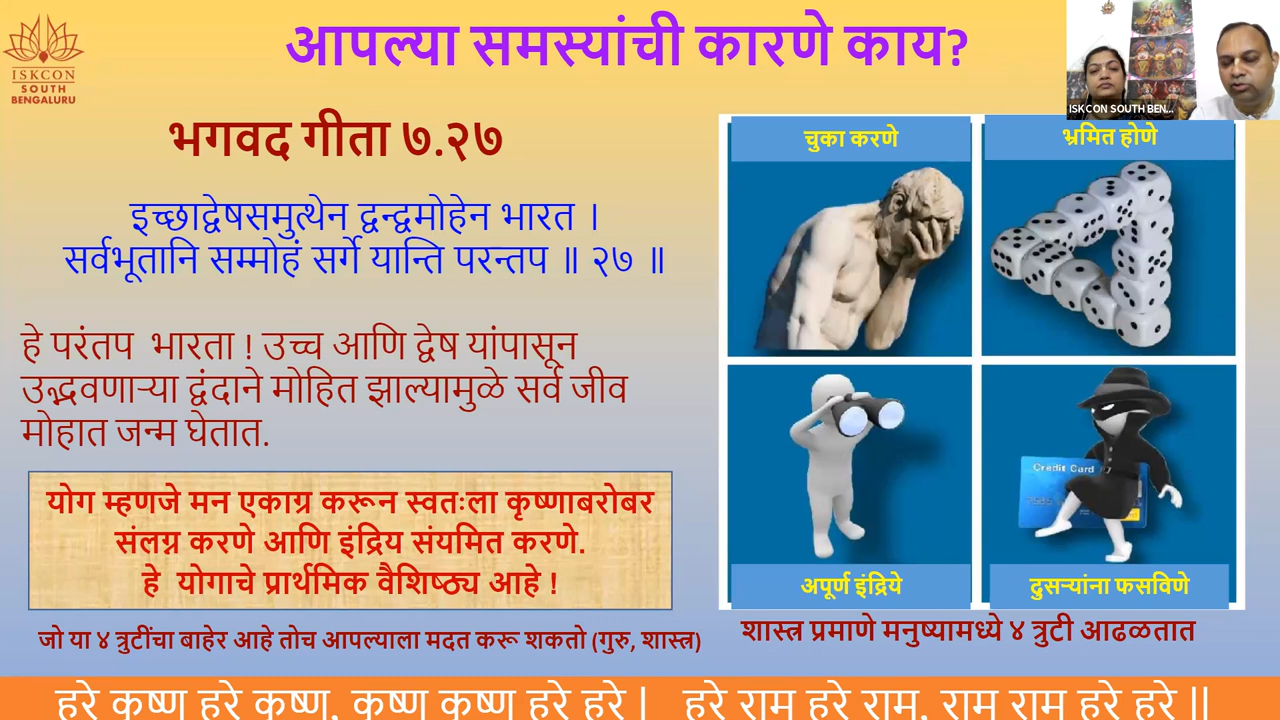 ISKCON
SOUTH
BENGALURU
आपल्या समस्यांची कारणे काय?
ISKCON SOUTH BEN...
भगवद गीता ७.२७
इच्छाद्वेषसमुत्थेन द्वन्द्वमोहेन भारत ।
सर्वभूतानि सम्मोहं सर्गे यान्ति परन्तप ॥ २७ ॥
हे परंतप भारता ! उच्च आणि द्वेष यांपासून
उद्भवणाऱ्या द्वंदाने मोहित झाल्यामुळे सर्व जीव
मोहात जन्म घेतात.
योग म्हणजे मन एकाग्र करून स्वतःला कृष्णाबरोबर
संलग्न करणे आणि इंद्रिय संयमित करणे.
हे योगाचे प्रार्थमिक वैशिष्ठ्य आहे !
जो या ४ त्रुटींचा बाहेर आहे तोच आपल्याला मदत करू शकतो (गुरु, शास्त्र)
चुका करणे
भ्रमित होणे
Credit Card
अपूर्ण इंद्रिये
दुसऱ्यांना फसविणे
शास्त्र प्रमाणे मनुष्यामध्ये ४ त्रुटी आढळतात
हरे कृष्ण हरे कृष्ण, कृष्ण कृष्ण हरे हरे | हरे राम हरे राम, राम राम हरे हरे ||